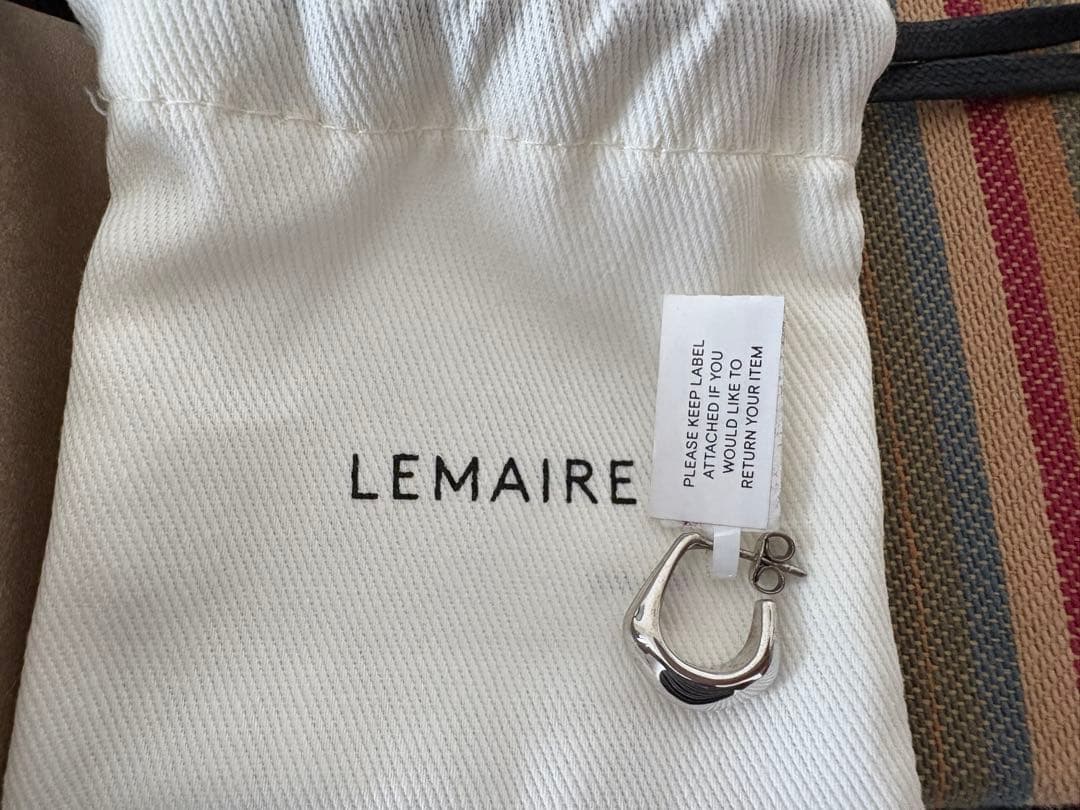 LEMAIRE
PLEASE KEEP LABEL
ATTACHED IF YOU
WOULD LIKE TO
RETURN YOUR ITEM